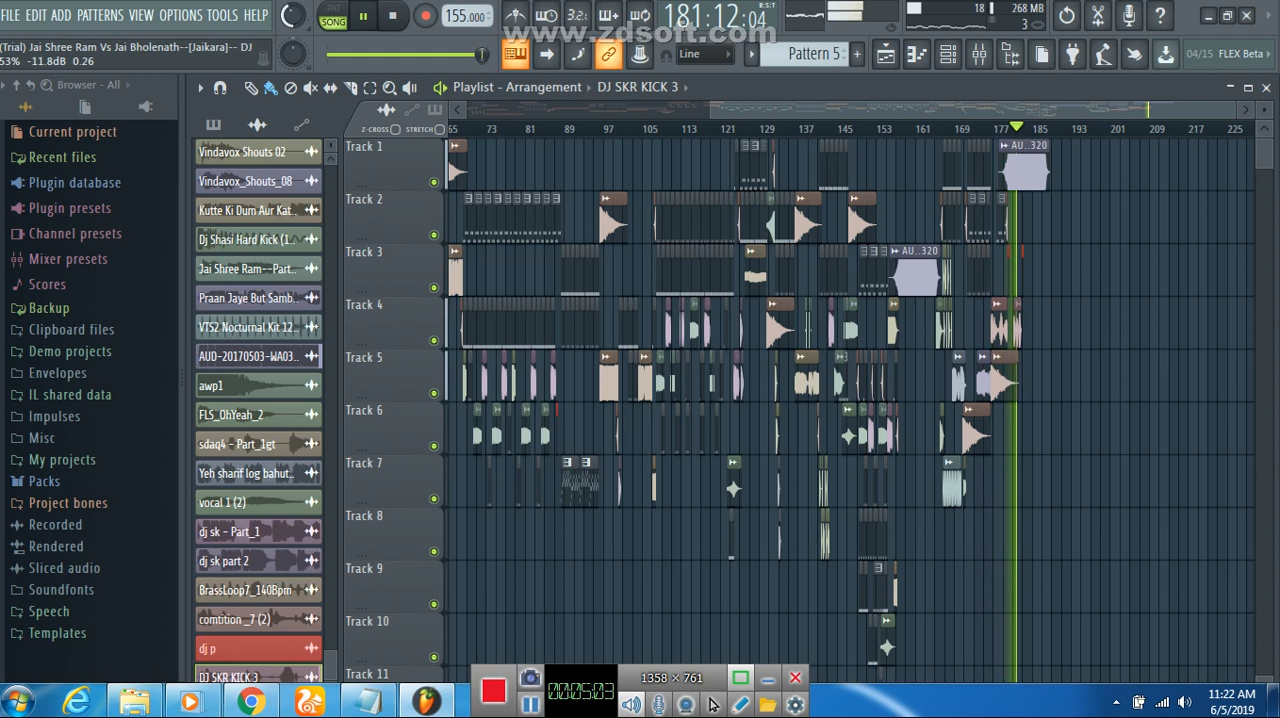 FILE EDIT ADD PATTERNS VIEW OPTIONS TOOLS HELP
PAT
SONG
155.000
3.2..
181:12:04
18
268 MB
3
www.zdsoft.com
(Trial) Jai Shree Ram Vs Jai Bholenath--(Jaikara)-- DJ
53% -11.8dB 0:26
Line
Pattern 5
04/15 FLEX Beta
Browser - All
Playlist - Arrangement
DJ SKR KICK 3
Z-CROSS
STRETCH
65 73 81 89 97 105 113 121 129 137 145 153 161 169 177 185 193 201 209 217 225
Current project
Recent files
Plugin database
Plugin presets
Channel presets
Mixer presets
Scores
Backup
Clipboard files
Demo projects
Envelopes
IL shared data
Impulses
Misc
My projects
Packs
Project bones
Recorded
Rendered
Sliced audio
Soundfonts
Speech
Templates
Vindavox Shouts 02
Vindavox_Shouts_08
Kutte Ki Dum Aur Kat..
Dj Shasi Hard Kick (1..
Jai Shree Ram--Part..
Praan Jaye But Samb..
VTS2 Nocturnal Kit 12..
AUD-20170503-WA03..
awp1
FLS_OhYeah_2
sdaq4 - Part_1gt
Yeh sharif log bahut..
vocal 1 (2)
dj sk - Part_1
dj sk part 2
BrassLoop7_140Bpm
comtition _7 (2)
dj p
DJ SKR KICK 3
Track 1
AU..320
Track 2
Track 3
AU..320
Track 4
Track 5
Track 6
Track 7
Track 8
Track 9
Track 10
Track 11
00:05:03
1358 × 761
11:22 AM
6/5/2019